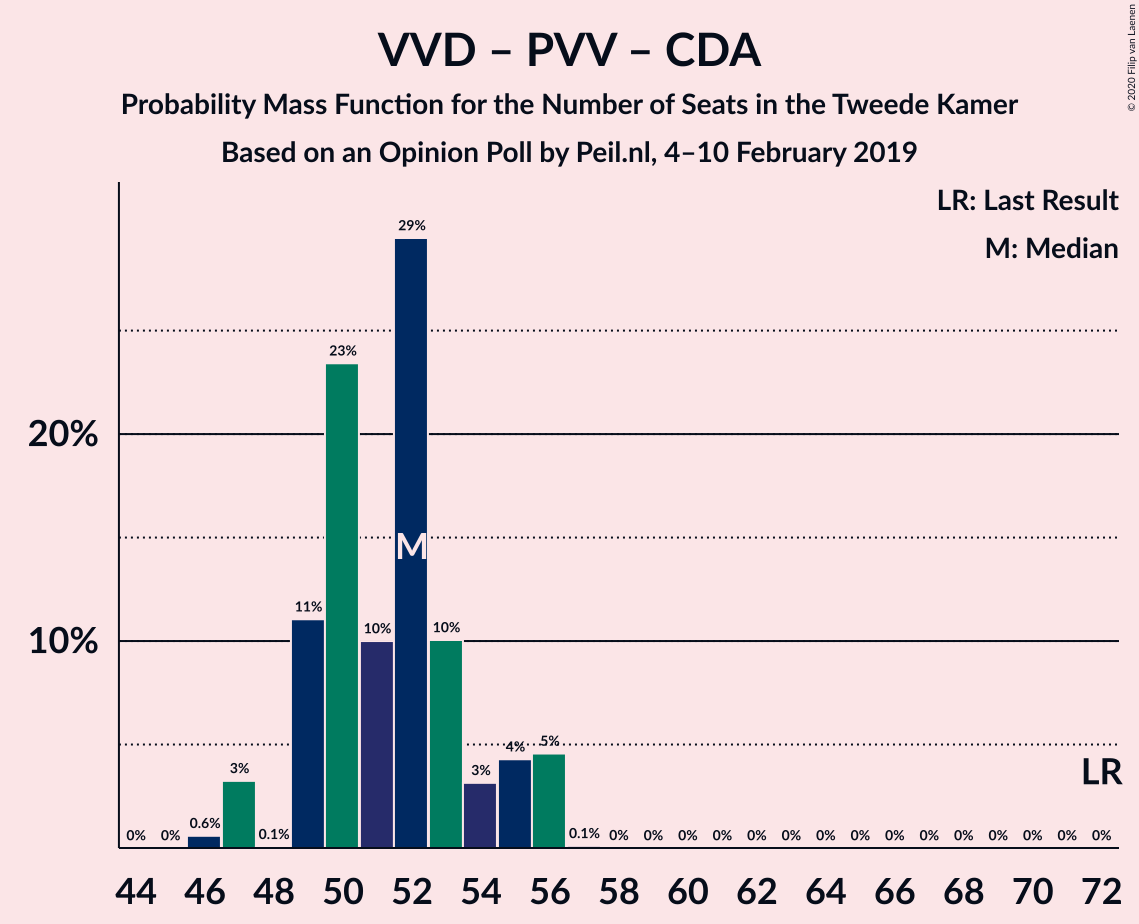 VVD – PVV – CDA
Probability Mass Function for the Number of Seats in the Tweede Kamer
Based on an Opinion Poll by Peil.nl, 4–10 February 2019
© 2020 Filip van Laenen
LR: Last Result
M: Median
20%
10%
0% 0% 0.6% 3% 0.1% 11% 23% 10% 29% 10% 3% 4% 5% 0.1% 0% 0% 0% 0% 0% 0% 0% 0% 0% 0% 0% 0% 0% 0% 0%
M
LR
44 46 48 50 52 54 56 58 60 62 64 66 68 70 72